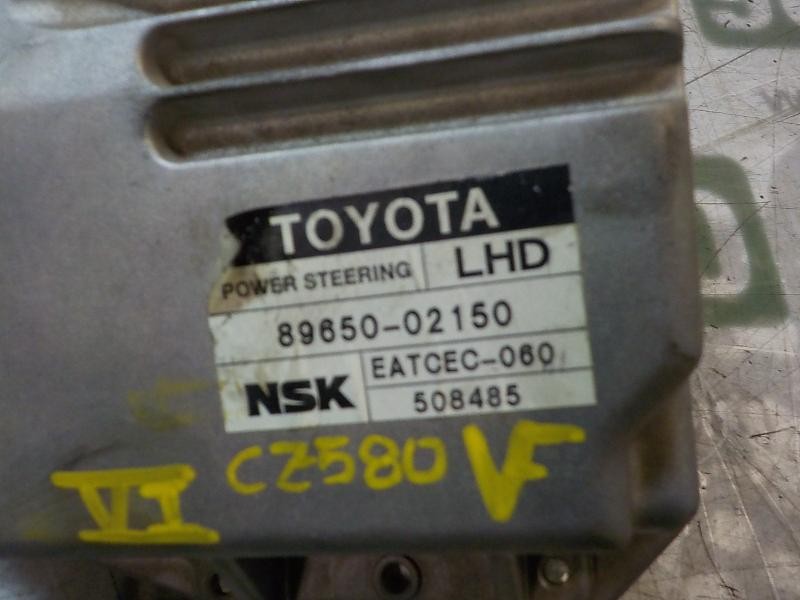 TOYOTA
POWER STEERING LHD
89650-02150
NSK EATCEC-060
508485
CZ580 VF
VI